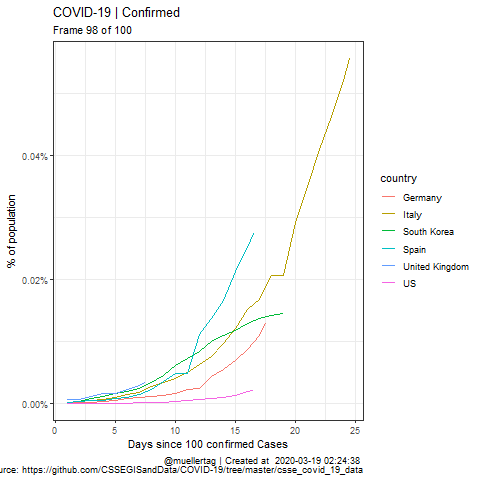 COVID-19 | Confirmed
Frame 98 of 100
% of population
0.04%
0.02%
0.00%
0
5
10
15
20
25
Days since 100 confirmed Cases
country
Germany
Italy
South Korea
Spain
United Kingdom
US
@muellertag | Created at 2020-03-19 02:24:38
urce: https://github.com/CSSEGISandData/COVID-19/tree/master/csse_covid_19_data